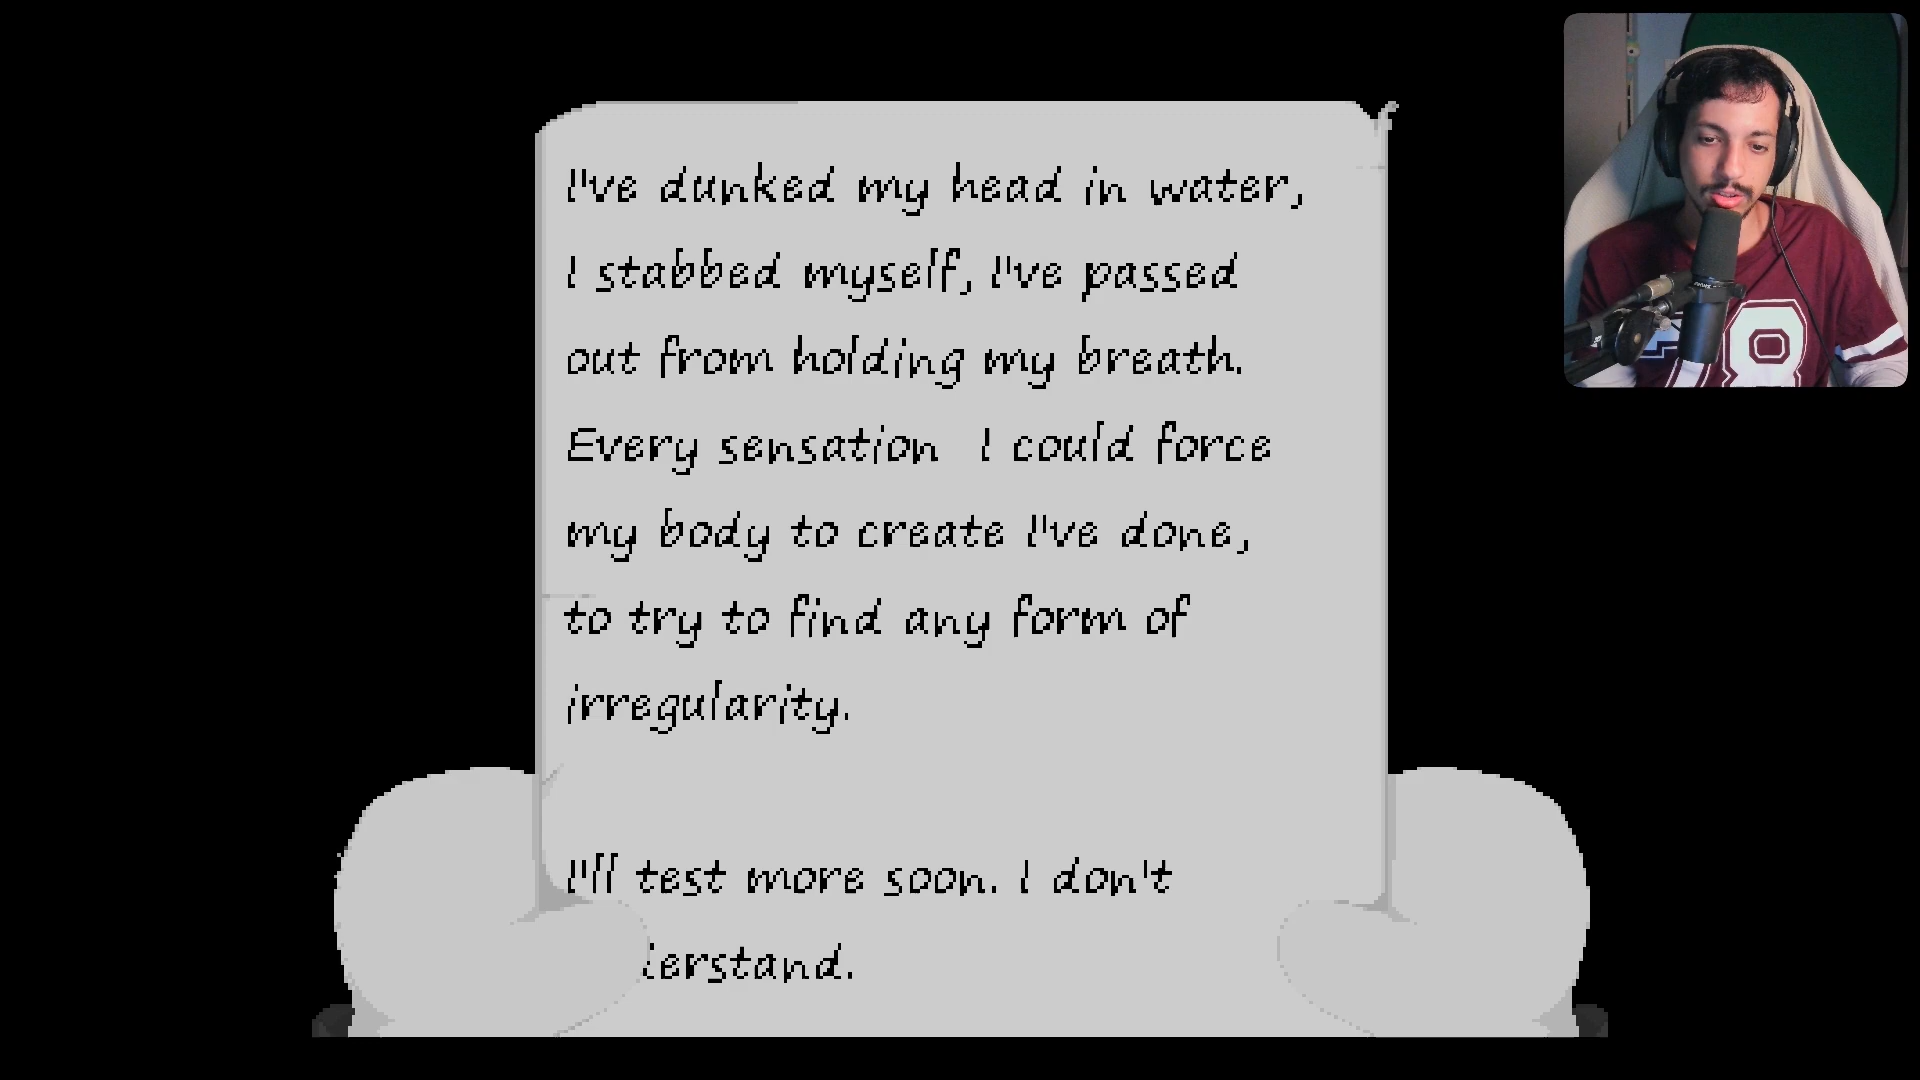 I've dunked my head in water,
I stabbed myself, I've passed
out from holding my breath.
Every sensation I could force
my body to create I've done,
to try to find any form of
irregularity.
I'll test more soon. I don't